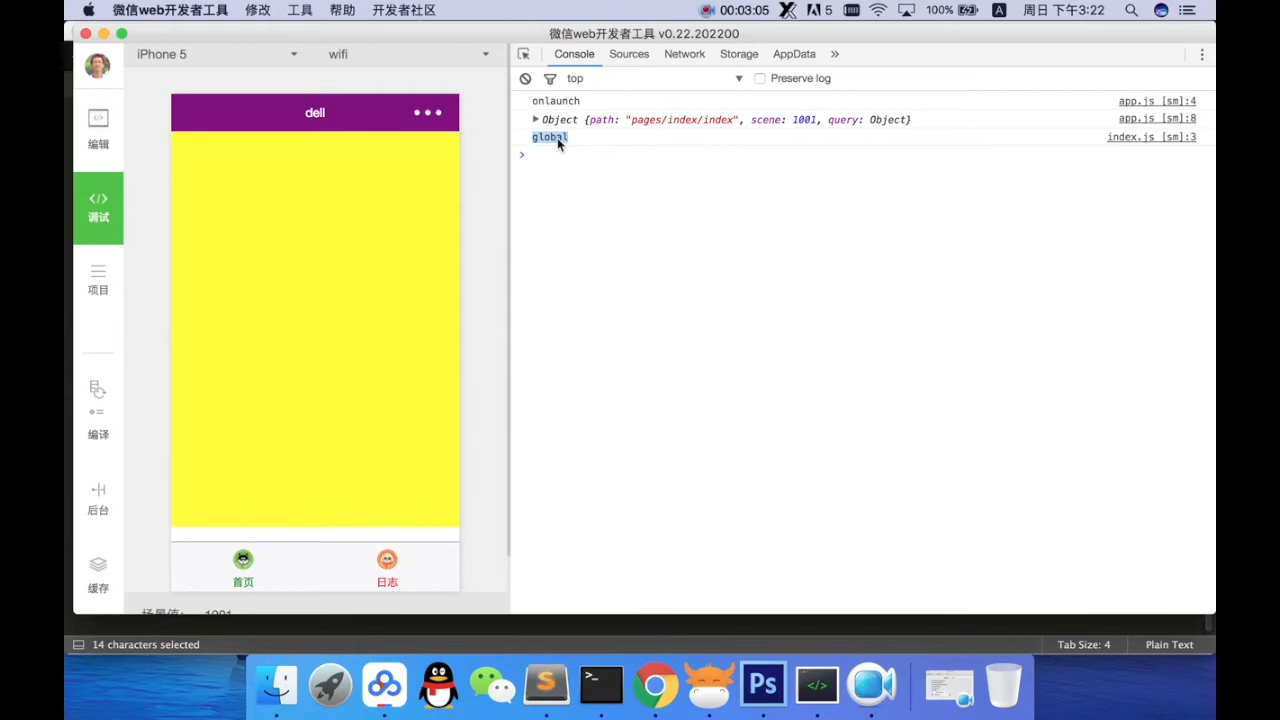 微信web开发者工具 修改 工具 帮助 开发者社区 00:03:05 5 100% A 周日 下午3:22
微信web开发者工具 v0.22.202200
iPhone 5 wifi
Console Sources Network Storage AppData »
top Preserve log
dell
onlaunch app.js [sm]:4
Object {path: "pages/index/index", scene: 1001, query: Object} app.js [sm]:8
global index.js [sm]:3
编辑
调试
项目
编译
后台
缓存
首页 日志
场景值: 1001
14 characters selected Tab Size: 4 Plain Text
S
>_
Ps
</>